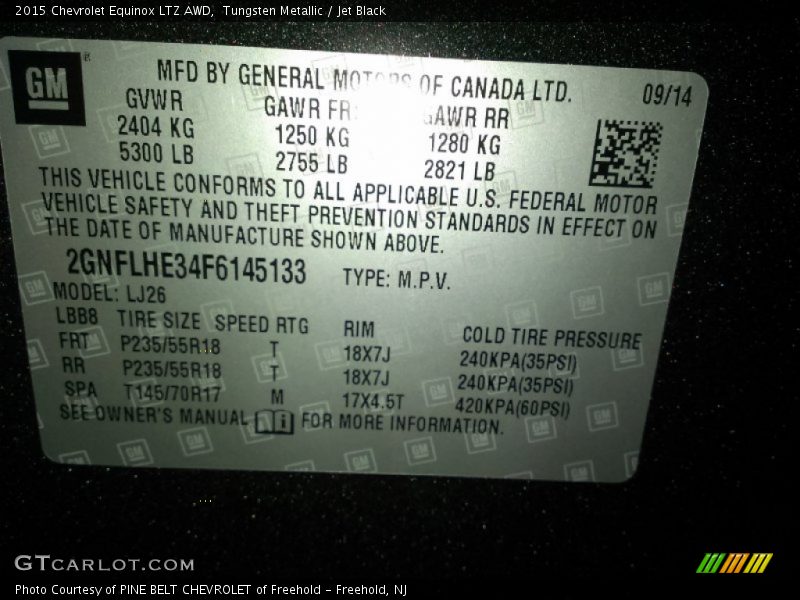 2015 Chevrolet Equinox LTZ AWD,  Tungsten Metallic / Jet Black
GM
MFD BY GENERAL MOTORS OF CANADA LTD. 09/14
GVWR GAWR FR: GAWR RR
2404 KG 1250 KG 1280 KG
5300 LB 2755 LB 2821 LB
THIS VEHICLE CONFORMS TO ALL APPLICABLE U.S. FEDERAL MOTOR
VEHICLE SAFETY AND THEFT PREVENTION STANDARDS IN EFFECT ON
THE DATE OF MANUFACTURE SHOWN ABOVE.
2GNFLHE34F6145133 TYPE: M.P.V.
MODEL: LJ26
LBB8 TIRE SIZE SPEED RTG RIM COLD TIRE PRESSURE
FRT P235/55R18 T 18X7J 240KPA(35PSI)
RR P235/55R18 T 18X7J 240KPA(35PSI)
SPA T145/70R17 M 17X4.5T 420KPA(60PSI)
SEE OWNER'S MANUAL FOR MORE INFORMATION.
GTCARLOT.COM
Photo Courtesy of PINE BELT CHEVROLET of Freehold - Freehold, NJ